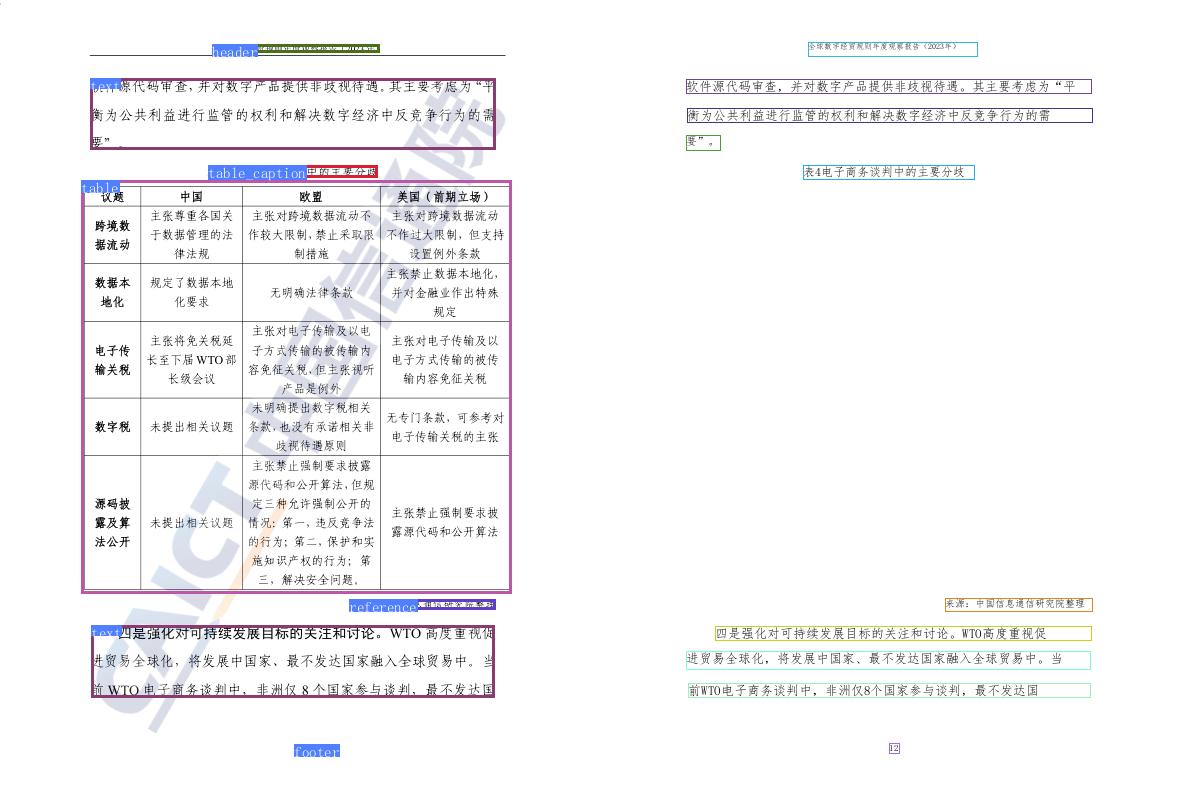 header
text
源代码审查，并对数字产品提供非歧视待遇。其主要考虑为“平
衡为公共利益进行监管的权利和解决数字经济中反竞争行为的需
要”。
table_caption 中的主要分歧
table
议题 中国 欧盟 美国（前期立场）
跨境数据流动 主张尊重各国关于数据管理的法律法规 主张对跨境数据流动不作较大限制，禁止采取限制措施 主张对跨境数据流动不作过大限制，但支持设置例外条款
数据本地化 规定了数据本地化要求 无明确法律条款 主张禁止数据本地化，并对金融业作出特殊规定
电子传输关税 主张将免关税延长至下届 WTO 部长级会议 主张对电子传输及以电子方式传输的被传输内容免征关税，但主张视听产品是例外 主张对电子传输及以电子方式传输的被传输内容免征关税
数字税 未提出相关议题 未明确提出数字税相关条款，也没有承诺相关非歧视待遇原则 无专门条款，可参考对电子传输关税的主张
源码披露及算法公开 未提出相关议题 主张禁止强制要求披露源代码和公开算法，但规定三种允许强制公开的情况：第一，违反竞争法的行为；第二，保护和实施知识产权的行为；第三，解决安全问题。 主张禁止强制要求披露源代码和公开算法
reference 通信研究院整理
text
四是强化对可持续发展目标的关注和讨论。WTO 高度重视促
进贸易全球化，将发展中国家、最不发达国家融入全球贸易中。当
前 WTO 电子商务谈判中，非洲仅 8 个国家参与谈判，最不发达国
footer
CAICT 中国信通院
全球数字经贸规则年度观察报告（2023年）
软件源代码审查，并对数字产品提供非歧视待遇。其主要考虑为“平
衡为公共利益进行监管的权利和解决数字经济中反竞争行为的需
要”。
表4电子商务谈判中的主要分歧
来源：中国信息通信研究院整理
四是强化对可持续发展目标的关注和讨论。WTO高度重视促
进贸易全球化，将发展中国家、最不发达国家融入全球贸易中。当
前WTO电子商务谈判中，非洲仅8个国家参与谈判，最不发达国
12